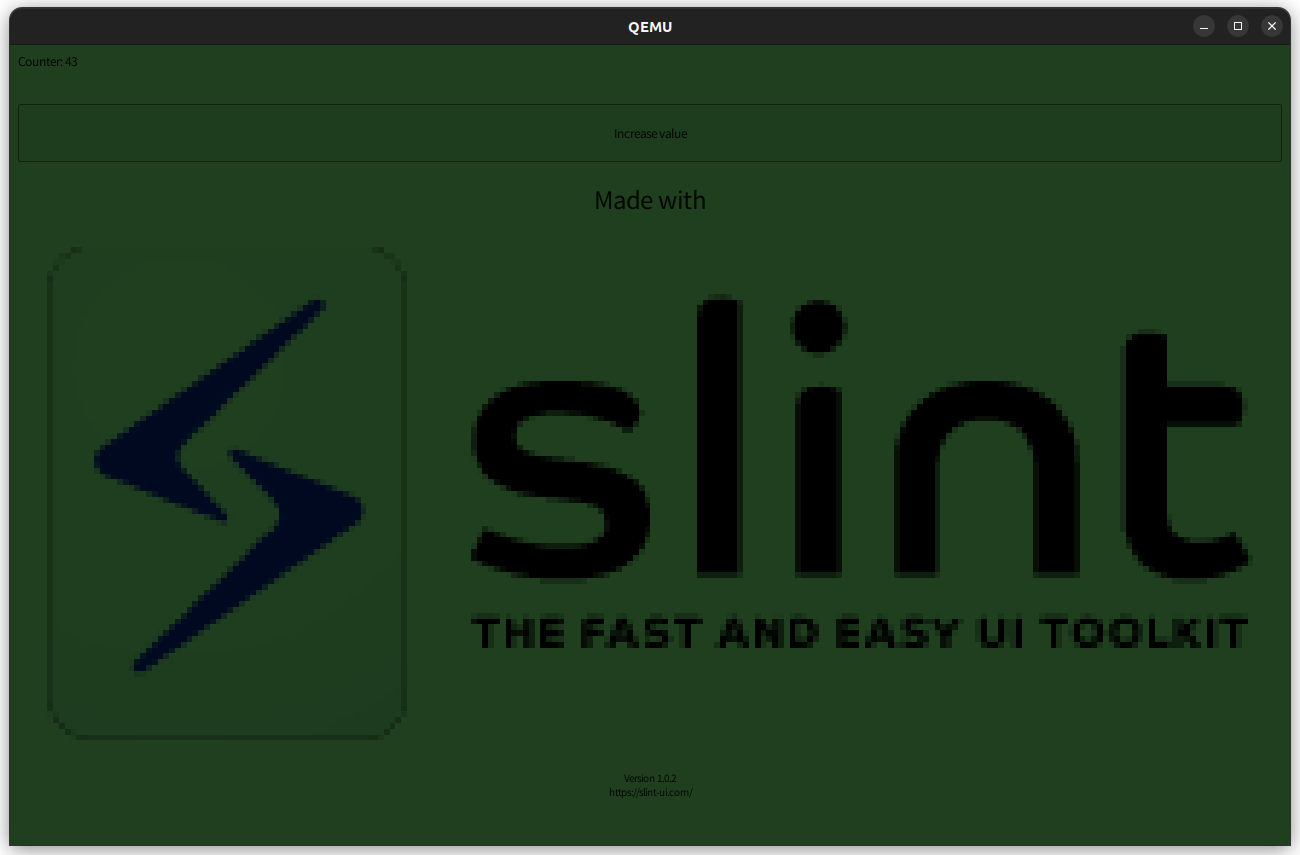 QEMU
Counter: 43
Increase value
Made with
slint
THE FAST AND EASY UI TOOLKIT
Version 1.0.2
https://slint-ui.com/